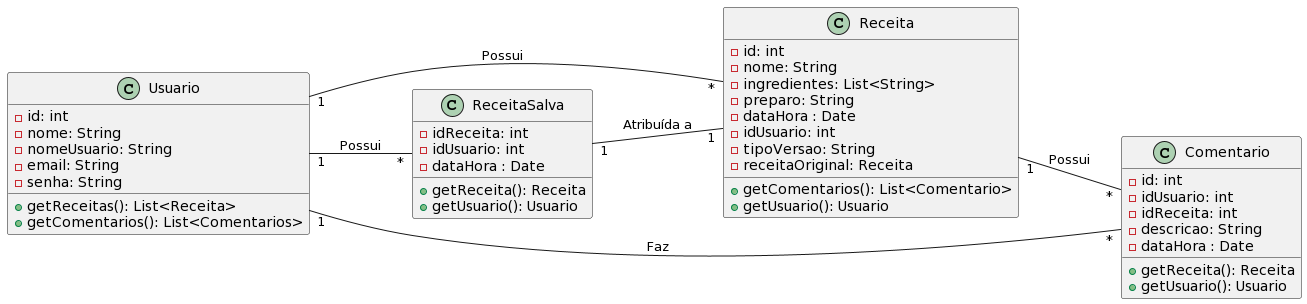 C Usuario
id: int
nome: String
nomeUsuario: String
email: String
senha: String
getReceitas(): List<Receita>
getComentarios(): List<Comentarios>
1
Possui
*
1
Possui
*
1
Faz
*
C ReceitaSalva
idReceita: int
idUsuario: int
dataHora : Date
getReceita(): Receita
getUsuario(): Usuario
1
Atribuída a
1
C Receita
id: int
nome: String
ingredientes: List<String>
preparo: String
dataHora : Date
idUsuario: int
tipoVersao: String
receitaOriginal: Receita
getComentarios(): List<Comentario>
getUsuario(): Usuario
1
Possui
*
C Comentario
id: int
idUsuario: int
idReceita: int
descricao: String
dataHora : Date
getReceita(): Receita
getUsuario(): Usuario